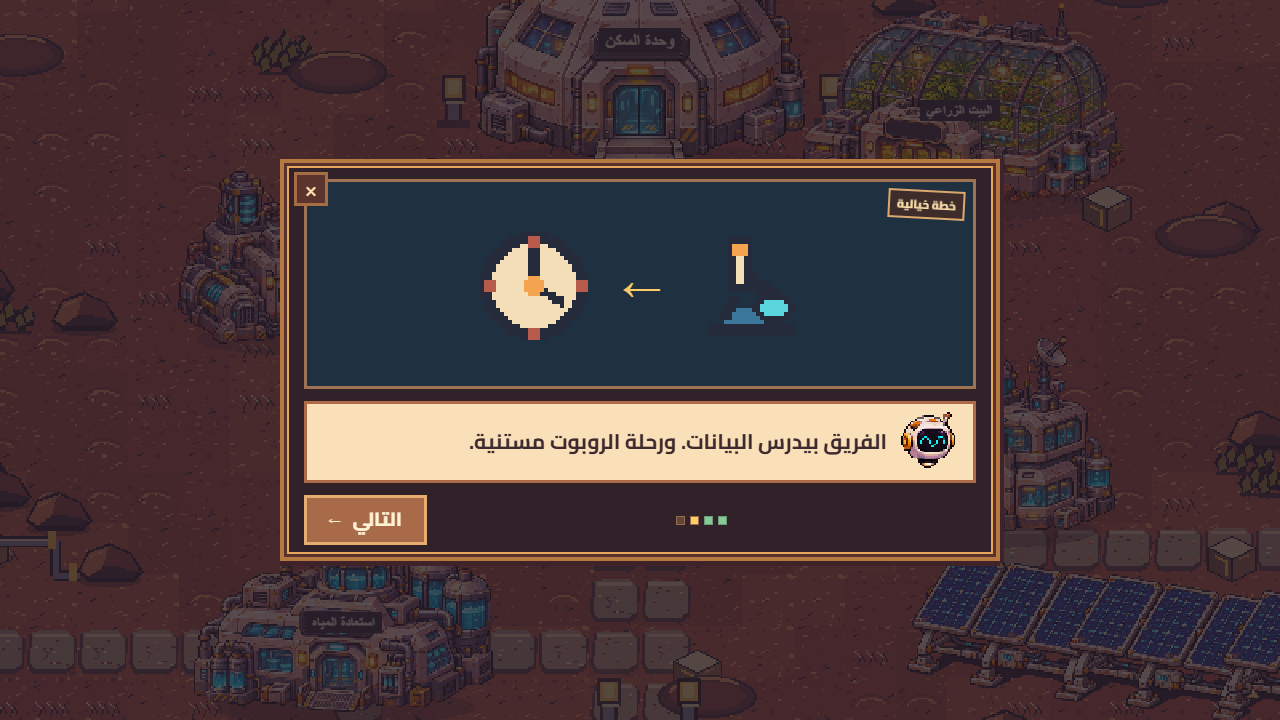 وحدة السكن
البيت الزراعي
×
خطة خيالية
←
الفريق بيدرس البيانات. ورحلة الروبوت مستنية.
التالي ←
استعادة المياه